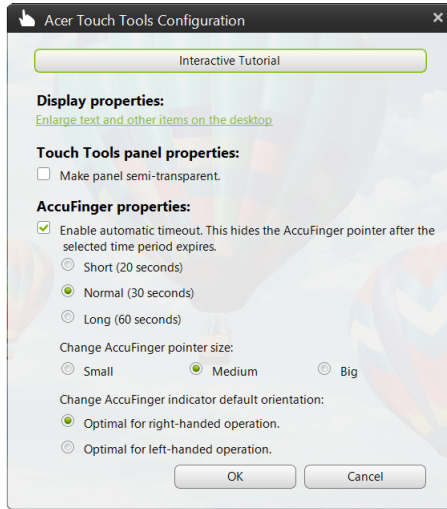 Acer Touch Tools Configuration
Interactive Tutorial
Display properties:
Enlarge text and other items on the desktop
Touch Tools panel properties:
Make panel semi-transparent.
AccuFinger properties:
Enable automatic timeout. This hides the AccuFinger pointer after the
selected time period expires.
Short (20 seconds)
Normal (30 seconds)
Long (60 seconds)
Change AccuFinger pointer size:
Small Medium Big
Change AccuFinger indicator default orientation:
Optimal for right-handed operation.
Optimal for left-handed operation.
OK Cancel